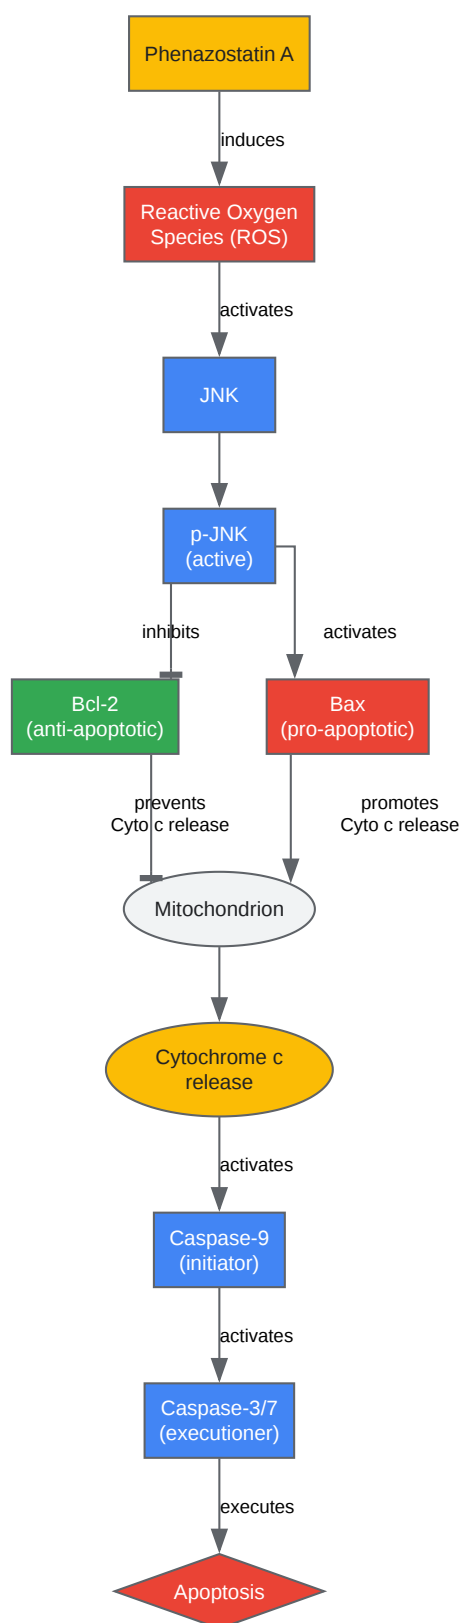 Phenazostatin A
induces
Reactive Oxygen
Species (ROS)
activates
JNK
p-JNK
(active)
inhibits
activates
Bcl-2
(anti-apoptotic)
Bax
(pro-apoptotic)
prevents
Cyto c release
promotes
Cyto c release
Mitochondrion
Cytochrome c
release
activates
Caspase-9
(initiator)
activates
Caspase-3/7
(executioner)
executes
Apoptosis